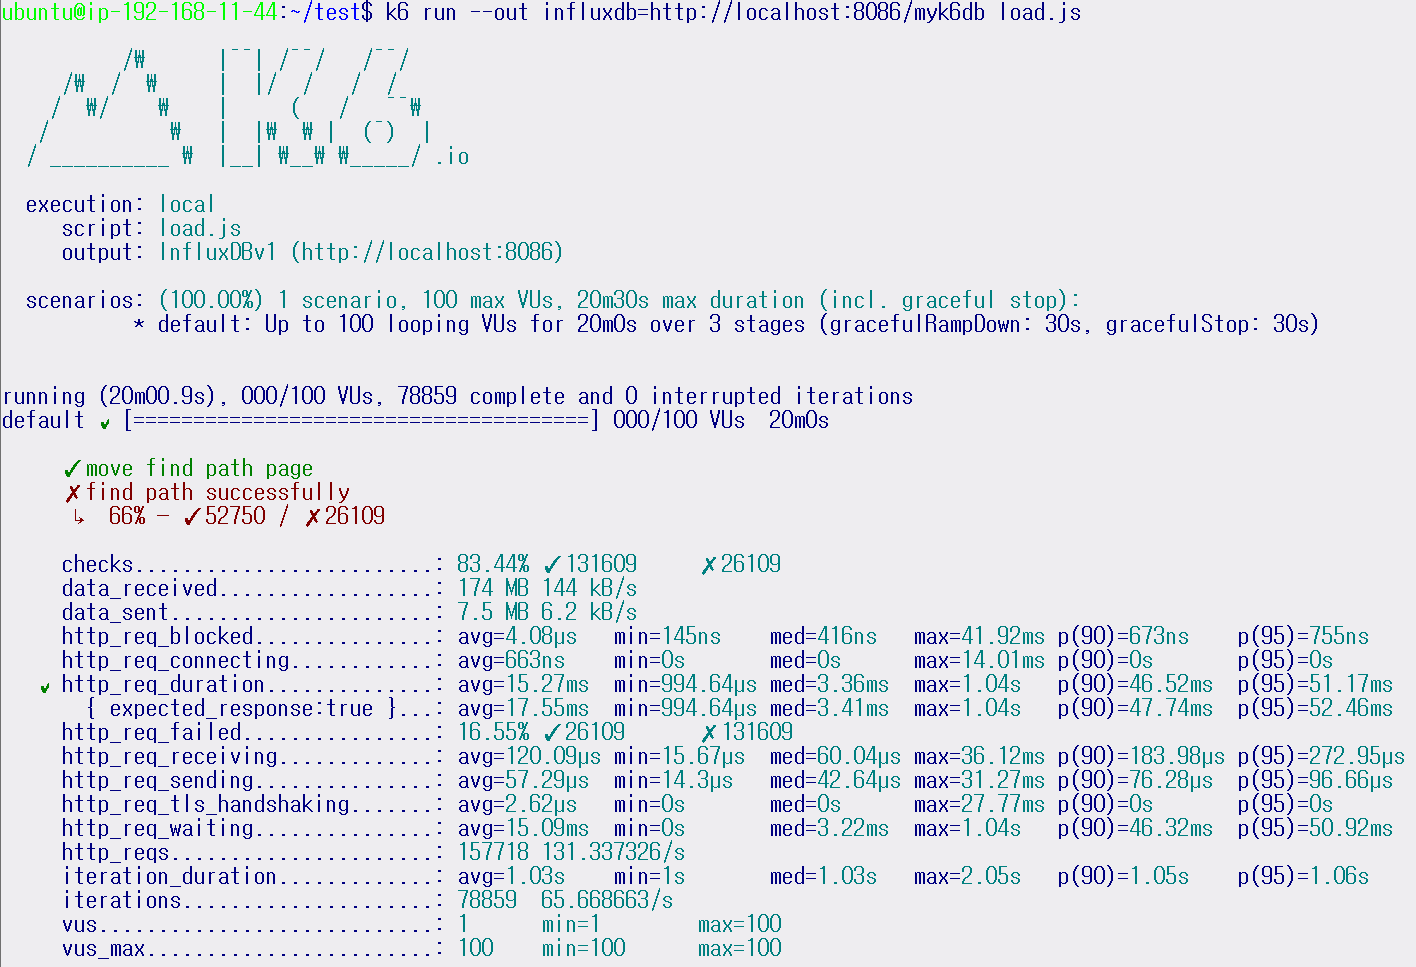 ubuntu@ip-192-168-11-44:~/test$ k6 run --out influxdb=http://localhost:8086/myk6db load.js
          /₩      |‾‾| /‾‾/   /‾‾/
     /₩  /  ₩     |  |/  /   /  /
    /  ₩/    ₩    |     (   /   ‾‾₩
   /          ₩   |  |₩  ₩ |  (‾)  |
  / __________ ₩  |__| ₩__₩ ₩_____/ .io
  execution: local
     script: load.js
     output: InfluxDBv1 (http://localhost:8086)
  scenarios: (100.00%) 1 scenario, 100 max VUs, 20m30s max duration (incl. graceful stop):
           * default: Up to 100 looping VUs for 20m0s over 3 stages (gracefulRampDown: 30s, gracefulStop: 30s)
running (20m00.9s), 000/100 VUs, 78859 complete and 0 interrupted iterations
default ✓ [======================================] 000/100 VUs  20m0s
     ✓ move find path page
     ✗ find path successfully
      ↳  66% — ✓ 52750 / ✗ 26109
     checks.........................: 83.44% ✓ 131609     ✗ 26109
     data_received..................: 174 MB 144 kB/s
     data_sent......................: 7.5 MB 6.2 kB/s
     http_req_blocked...............: avg=4.08µs   min=145ns    med=416ns   max=41.92ms p(90)=673ns    p(95)=755ns
     http_req_connecting............: avg=663ns    min=0s       med=0s      max=14.01ms p(90)=0s       p(95)=0s
   ✓ http_req_duration..............: avg=15.27ms  min=994.64µs med=3.36ms  max=1.04s   p(90)=46.52ms  p(95)=51.17ms
       { expected_response:true }...: avg=17.55ms  min=994.64µs med=3.41ms  max=1.04s   p(90)=47.74ms  p(95)=52.46ms
     http_req_failed................: 16.55% ✓ 26109      ✗ 131609
     http_req_receiving.............: avg=120.09µs min=15.67µs  med=60.04µs max=36.12ms p(90)=183.98µs p(95)=272.95µs
     http_req_sending...............: avg=57.29µs  min=14.3µs   med=42.64µs max=31.27ms p(90)=76.28µs  p(95)=96.66µs
     http_req_tls_handshaking.......: avg=2.62µs   min=0s       med=0s      max=27.77ms p(90)=0s       p(95)=0s
     http_req_waiting...............: avg=15.09ms  min=0s       med=3.22ms  max=1.04s   p(90)=46.32ms  p(95)=50.92ms
     http_reqs......................: 157718 131.337326/s
     iteration_duration.............: avg=1.03s    min=1s       med=1.03s   max=2.05s   p(90)=1.05s    p(95)=1.06s
     iterations.....................: 78859  65.668663/s
     vus............................: 1      min=1        max=100
     vus_max........................: 100    min=100      max=100